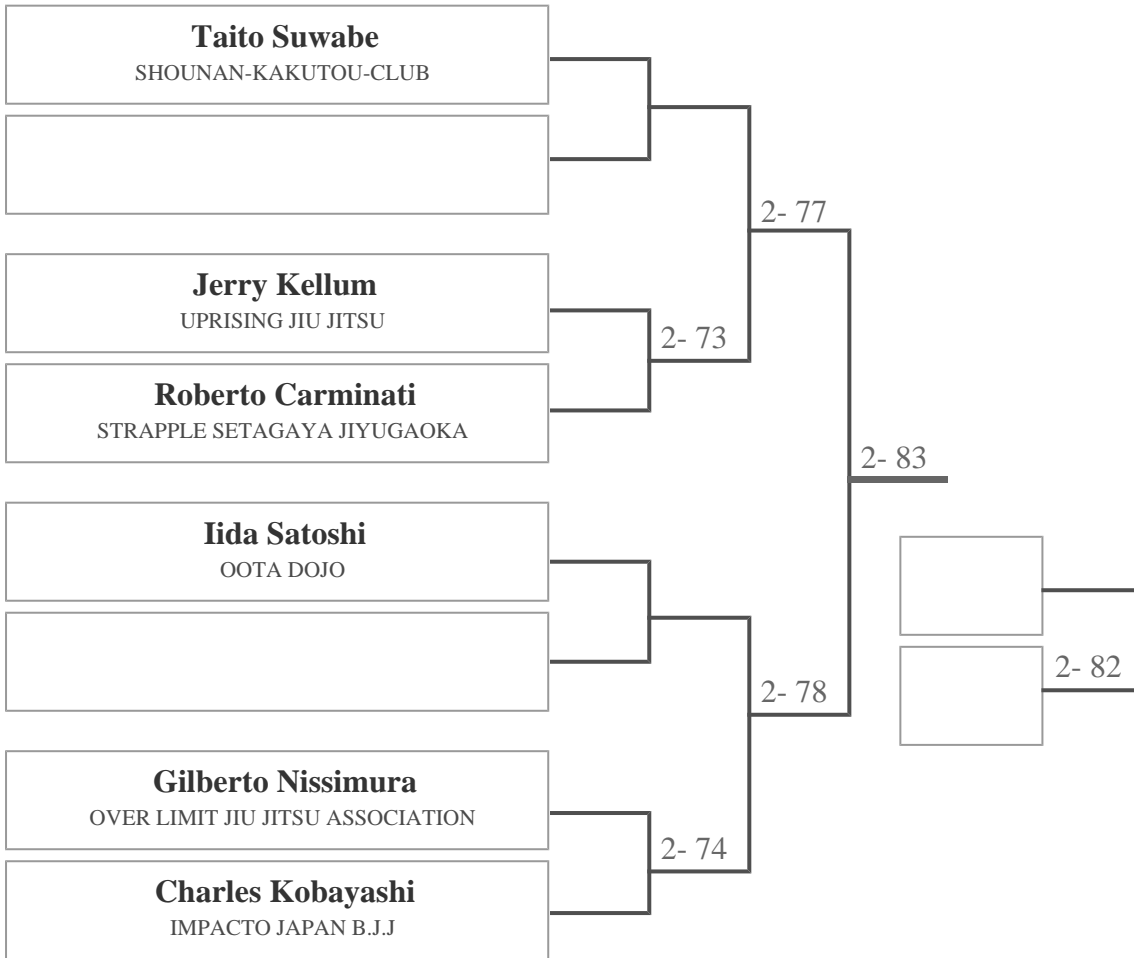 Taito Suwabe
SHOUNAN-KAKUTOU-CLUB
2- 77
Jerry Kellum
UPRISING JIU JITSU
2- 73
Roberto Carminati
STRAPPLE SETAGAYA JIYUGAOKA
2- 83
Iida Satoshi
OOTA DOJO
2- 82
2- 78
Gilberto Nissimura
OVER LIMIT JIU JITSU ASSOCIATION
2- 74
Charles Kobayashi
IMPACTO JAPAN B.J.J